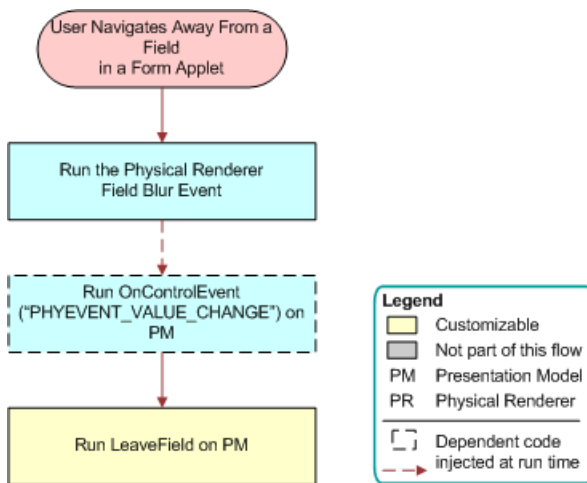 User Navigates Away From a
Field
in a Form Applet
Run the Physical Renderer
Field Blur Event
Run OnControlEvent
("PHYEVENT_VALUE_CHANGE") on
PM
Run LeaveField on PM
Legend
Customizable
Not part of this flow
PM Presentation Model
PR Physical Renderer
Dependent code
injected at run time